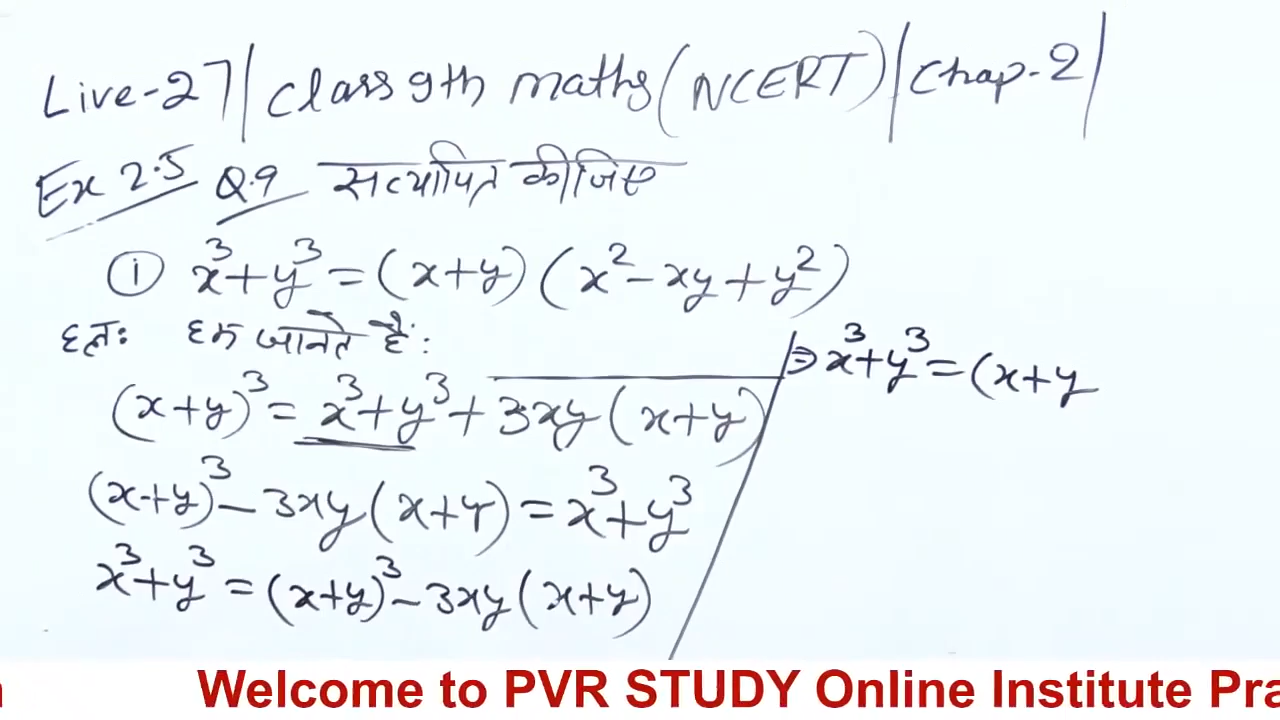 Live-27 | Class 9th maths (NCERT) | Chap-2 |
Ex 2.5 Q.9 सत्यापित कीजिए
① x³+y³ = (x+y) (x²-xy+y²)
हलः हम जानते हैं:
(x+y)³ = x³+y³+3xy(x+y)
(x+y)³-3xy(x+y) = x³+y³
x³+y³ = (x+y)³-3xy(x+y)
⇒ x³+y³ = (x+y
Welcome to PVR STUDY Online Institute Pra